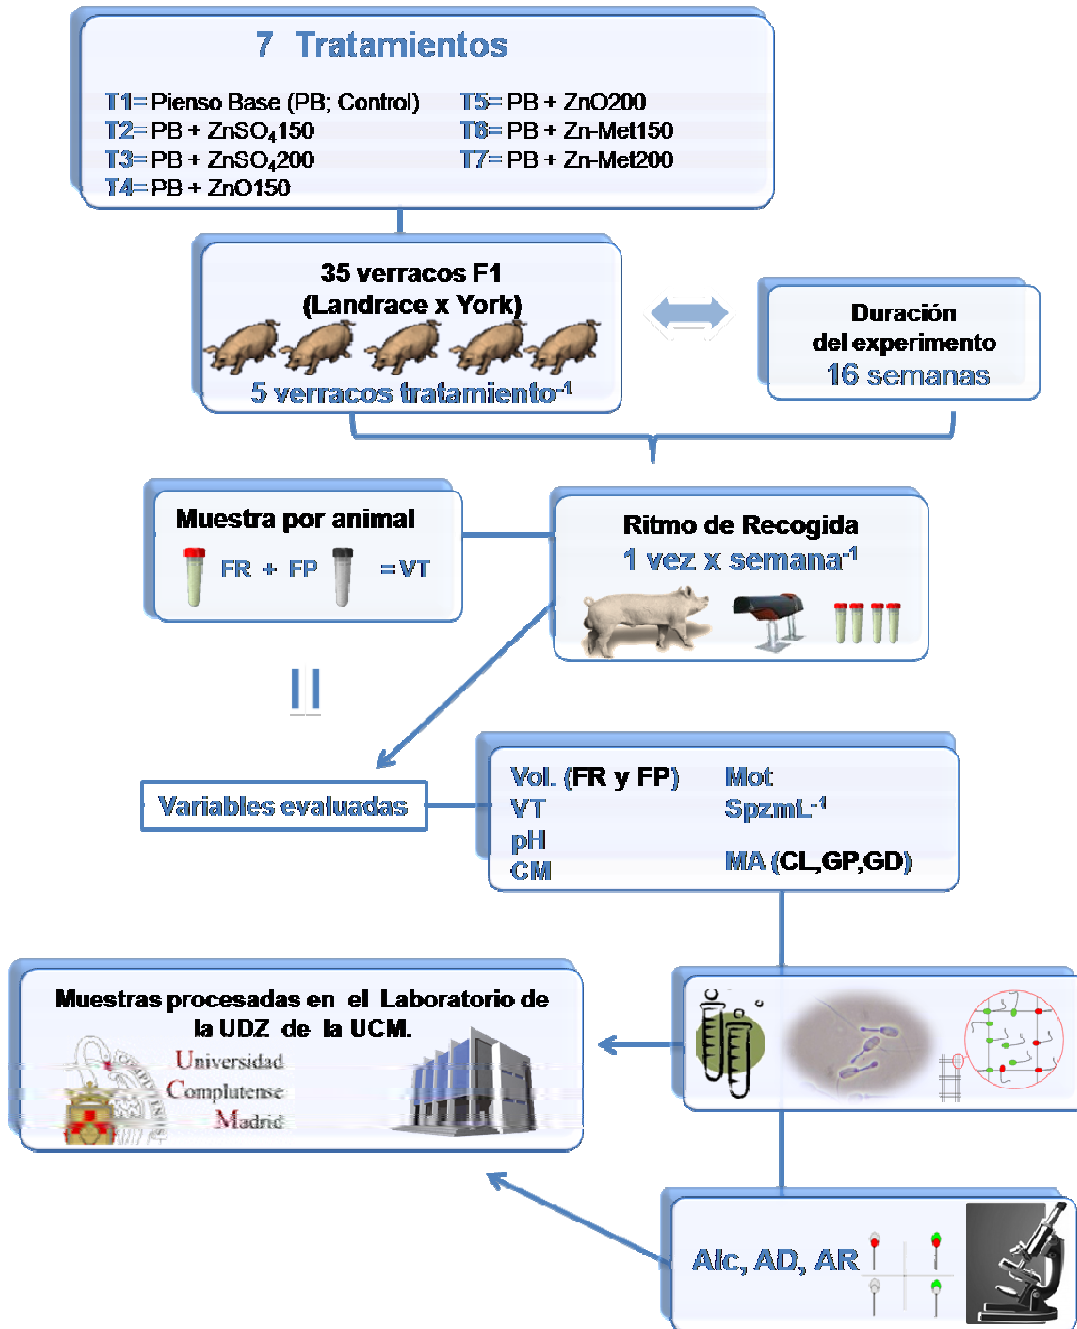 7 Tratamientos
T1= Pienso Base (PB; Control)
T2= PB + ZnSO₄150
T3= PB + ZnSO₄200
T4= PB + ZnO150
T5= PB + ZnO200
T6= PB + Zn-Met150
T7= PB + Zn-Met200
35 verracos F1
(Landrace x York)
5 verracos tratamiento⁻¹
Duración
del experimento
16 semanas
Muestra por animal
FR + FP = VT
Ritmo de Recogida
1 vez x semana⁻¹
=
Variables evaluadas
Vol. (FR y FP)
VT
pH
CM
Mot
SpzmL⁻¹
MA (CL,GP,GD)
Muestras procesadas en el Laboratorio de
la UDZ de la UCM.
Universidad
Complutense
Madrid
AIc, AD, AR